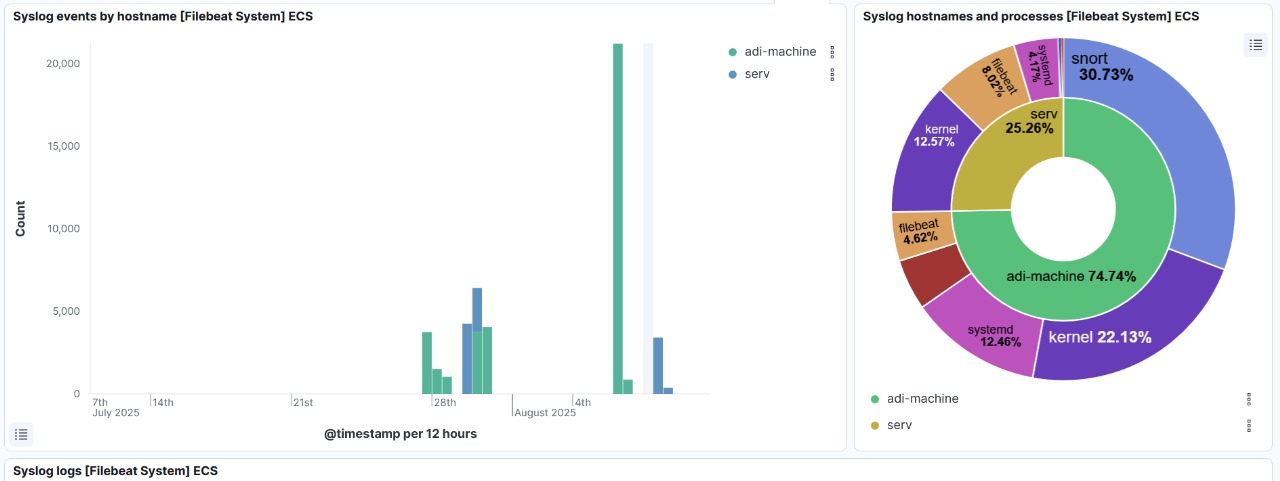 Syslog events by hostname [Filebeat System] ECS
20,000
15,000
10,000
5,000
0
Count
7th
July 2025
14th
21st
28th
August 2025
4th
@timestamp per 12 hours
adi-machine
serv
Syslog hostnames and processes [Filebeat System] ECS
snort
30.73%
systemd
4.17%
filebeat
8.02%
serv
25.26%
kernel
12.57%
filebeat
4.62%
adi-machine 74.74%
systemd
12.46%
kernel 22.13%
adi-machine
serv
Syslog logs [Filebeat System] ECS